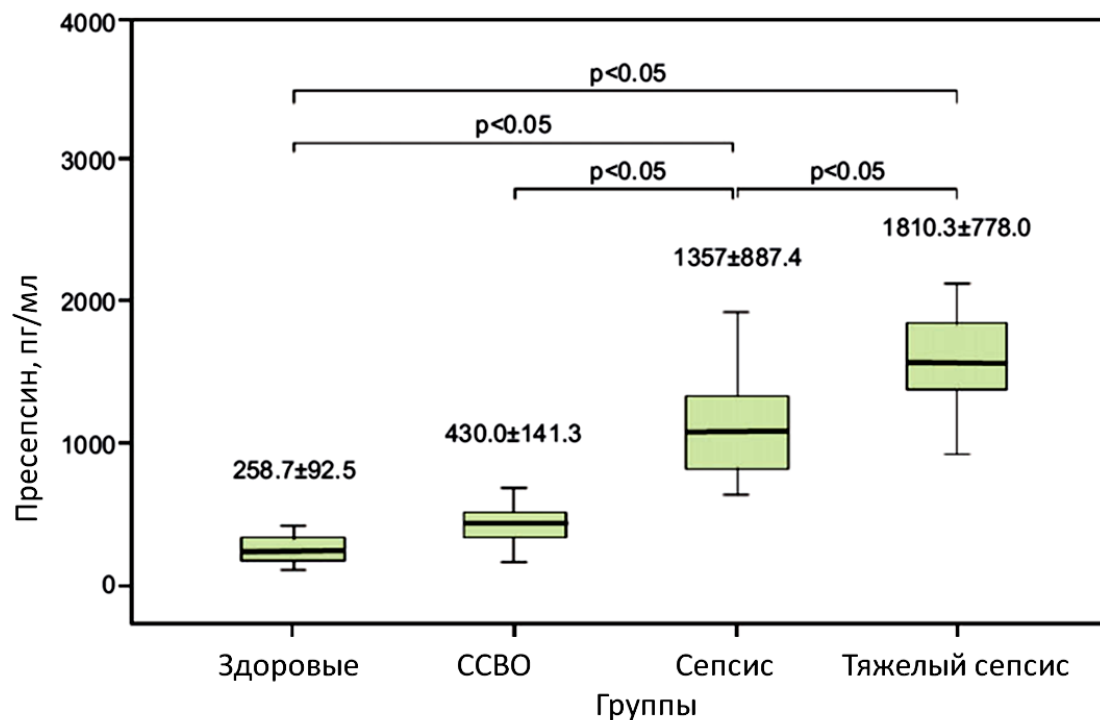 4000
p<0.05
p<0.05
3000
p<0.05
p<0.05
1810.3±778.0
1357±887.4
2000
1000
430.0±141.3
258.7±92.5
0
Пресепсин, пг/мл
Здоровые
ССВО
Сепсис
Тяжелый сепсис
Группы